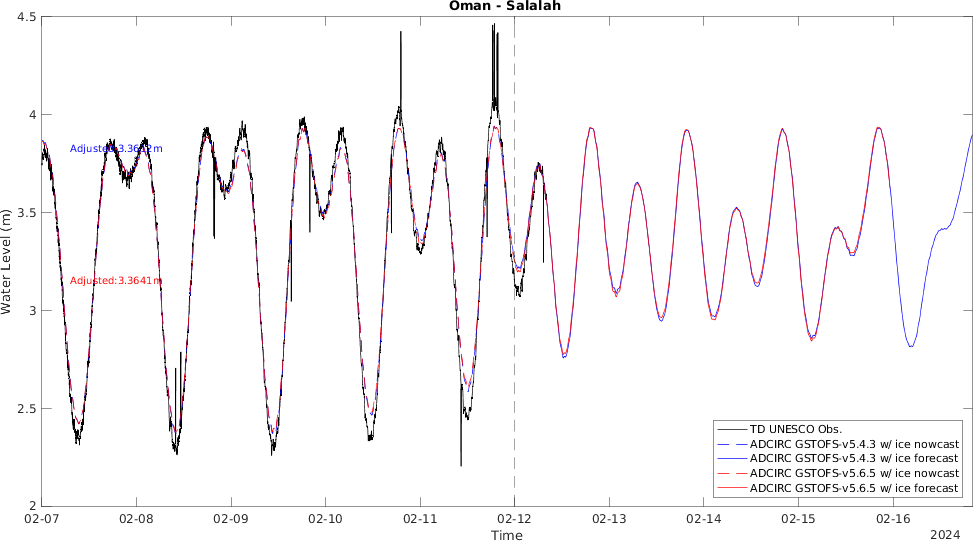 Oman - Salalah
4.5
4
3.5
3
2.5
2
Water Level (m)
Adjusted:3.3612m
Adjusted:3.3641m
TD UNESCO Obs.
ADCIRC GSTOFS-v5.4.3 w/ ice nowcast
ADCIRC GSTOFS-v5.4.3 w/ ice forecast
ADCIRC GSTOFS-v5.6.5 w/ ice nowcast
ADCIRC GSTOFS-v5.6.5 w/ ice forecast
02-07 02-08 02-09 02-10 02-11 02-12 02-13 02-14 02-15 02-16
Time
2024